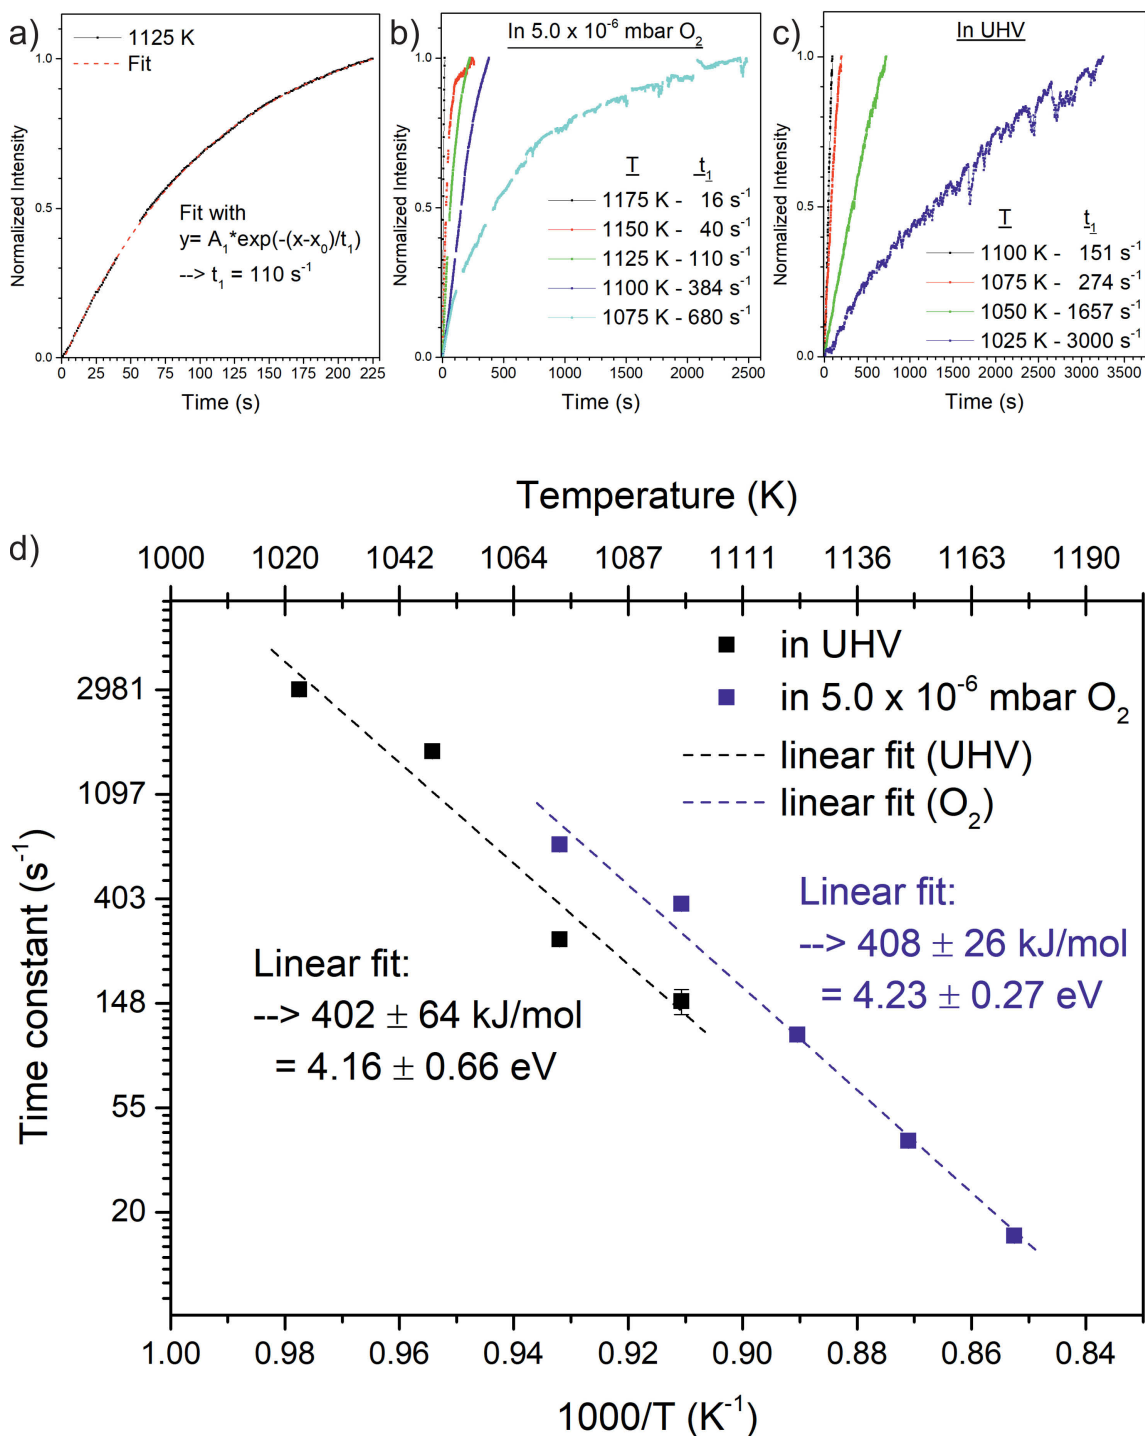 a)
1125 K
Fit
Normalized Intensity
1.0
0.5
0.0
Fit with
y= A₁*exp(-(x-x₀)/t₁)
--> t₁ = 110 s⁻¹
0 25 50 75 100 125 150 175 200 225
Time (s)
b)
In 5.0 x 10⁻⁶ mbar O₂
Normalized Intensity
1.0
0.5
0.0
T t₁
1175 K - 16 s⁻¹
1150 K - 40 s⁻¹
1125 K - 110 s⁻¹
1100 K - 384 s⁻¹
1075 K - 680 s⁻¹
0 500 1000 1500 2000 2500
Time (s)
c)
In UHV
Normalized Intensity
1.0
0.5
0.0
T t₁
1100 K - 151 s⁻¹
1075 K - 274 s⁻¹
1050 K - 1657 s⁻¹
1025 K - 3000 s⁻¹
0 500 1000 1500 2000 2500 3000 3500
Time (s)
d)
Temperature (K)
1000 1020 1042 1064 1087 1111 1136 1163 1190
Time constant (s⁻¹)
2981
1097
403
148
55
20
in UHV
in 5.0 x 10⁻⁶ mbar O₂
linear fit (UHV)
linear fit (O₂)
Linear fit:
--> 408 ± 26 kJ/mol
= 4.23 ± 0.27 eV
Linear fit:
--> 402 ± 64 kJ/mol
= 4.16 ± 0.66 eV
1.00 0.98 0.96 0.94 0.92 0.90 0.88 0.86 0.84
1000/T (K⁻¹)